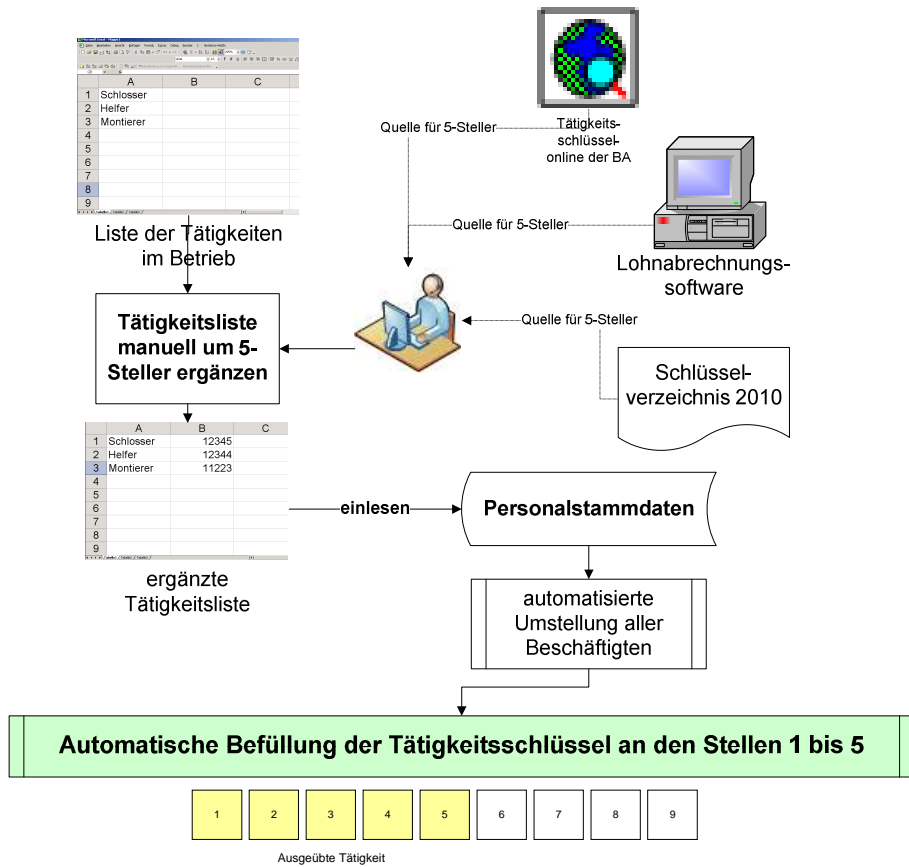 A B C
1 Schlosser
2 Helfer
3 Montierer
4
5
6
7
8
9
Liste der Tätigkeiten
im Betrieb
Quelle für 5-Steller
Tätigkeits-
schlüssel-
online der BA
Quelle für 5-Steller
Lohnabrechnungs-
software
Quelle für 5-Steller
Schlüssel-
verzeichnis 2010
Tätigkeitsliste
manuell um 5-
Steller ergänzen
A B C
1 Schlosser 12345
2 Helfer 12344
3 Montierer 11223
4
5
6
7
8
9
ergänzte
Tätigkeitsliste
einlesen
Personalstammdaten
automatisierte
Umstellung aller
Beschäftigten
Automatische Befüllung der Tätigkeitsschlüssel an den Stellen 1 bis 5
1 2 3 4 5 6 7 8 9
Ausgeübte Tätigkeit